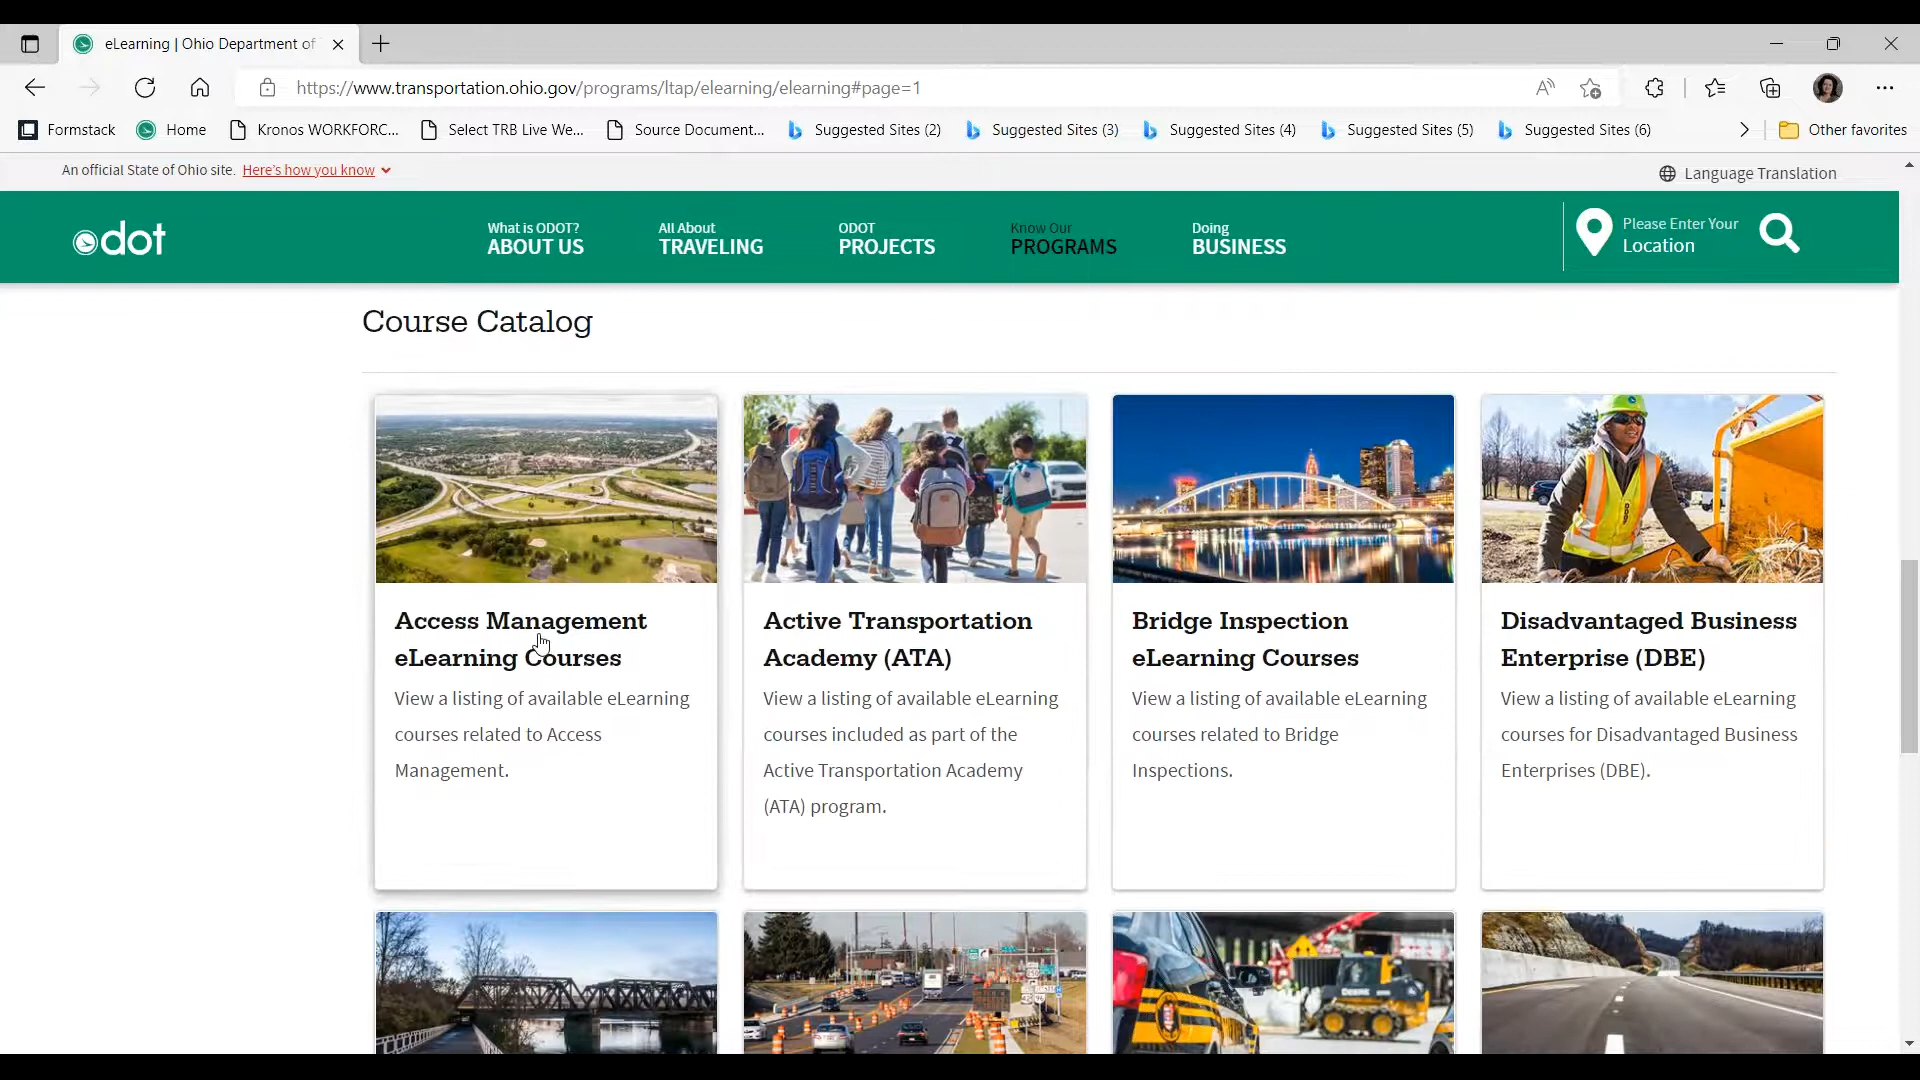 eLearning | Ohio Department of
https://www.transportation.ohio.gov/programs/ltap/elearning/elearning#page=1
Formstack
Home
Kronos WORKFORC...
Select TRB Live We...
Source Document...
Suggested Sites (2)
Suggested Sites (3)
Suggested Sites (4)
Suggested Sites (5)
Suggested Sites (6)
Other favorites
An official State of Ohio site. Here's how you know
Language Translation
odot
What is ODOT?
ABOUT US
All About
TRAVELING
ODOT
PROJECTS
Know Our
PROGRAMS
Doing
BUSINESS
Please Enter Your
Location
Course Catalog
Access Management
eLearning Courses
View a listing of available eLearning
courses related to Access
Management.
Active Transportation
Academy (ATA)
View a listing of available eLearning
courses included as part of the
Active Transportation Academy
(ATA) program.
Bridge Inspection
eLearning Courses
View a listing of available eLearning
courses related to Bridge
Inspections.
Disadvantaged Business
Enterprise (DBE)
View a listing of available eLearning
courses for Disadvantaged Business
Enterprises (DBE).